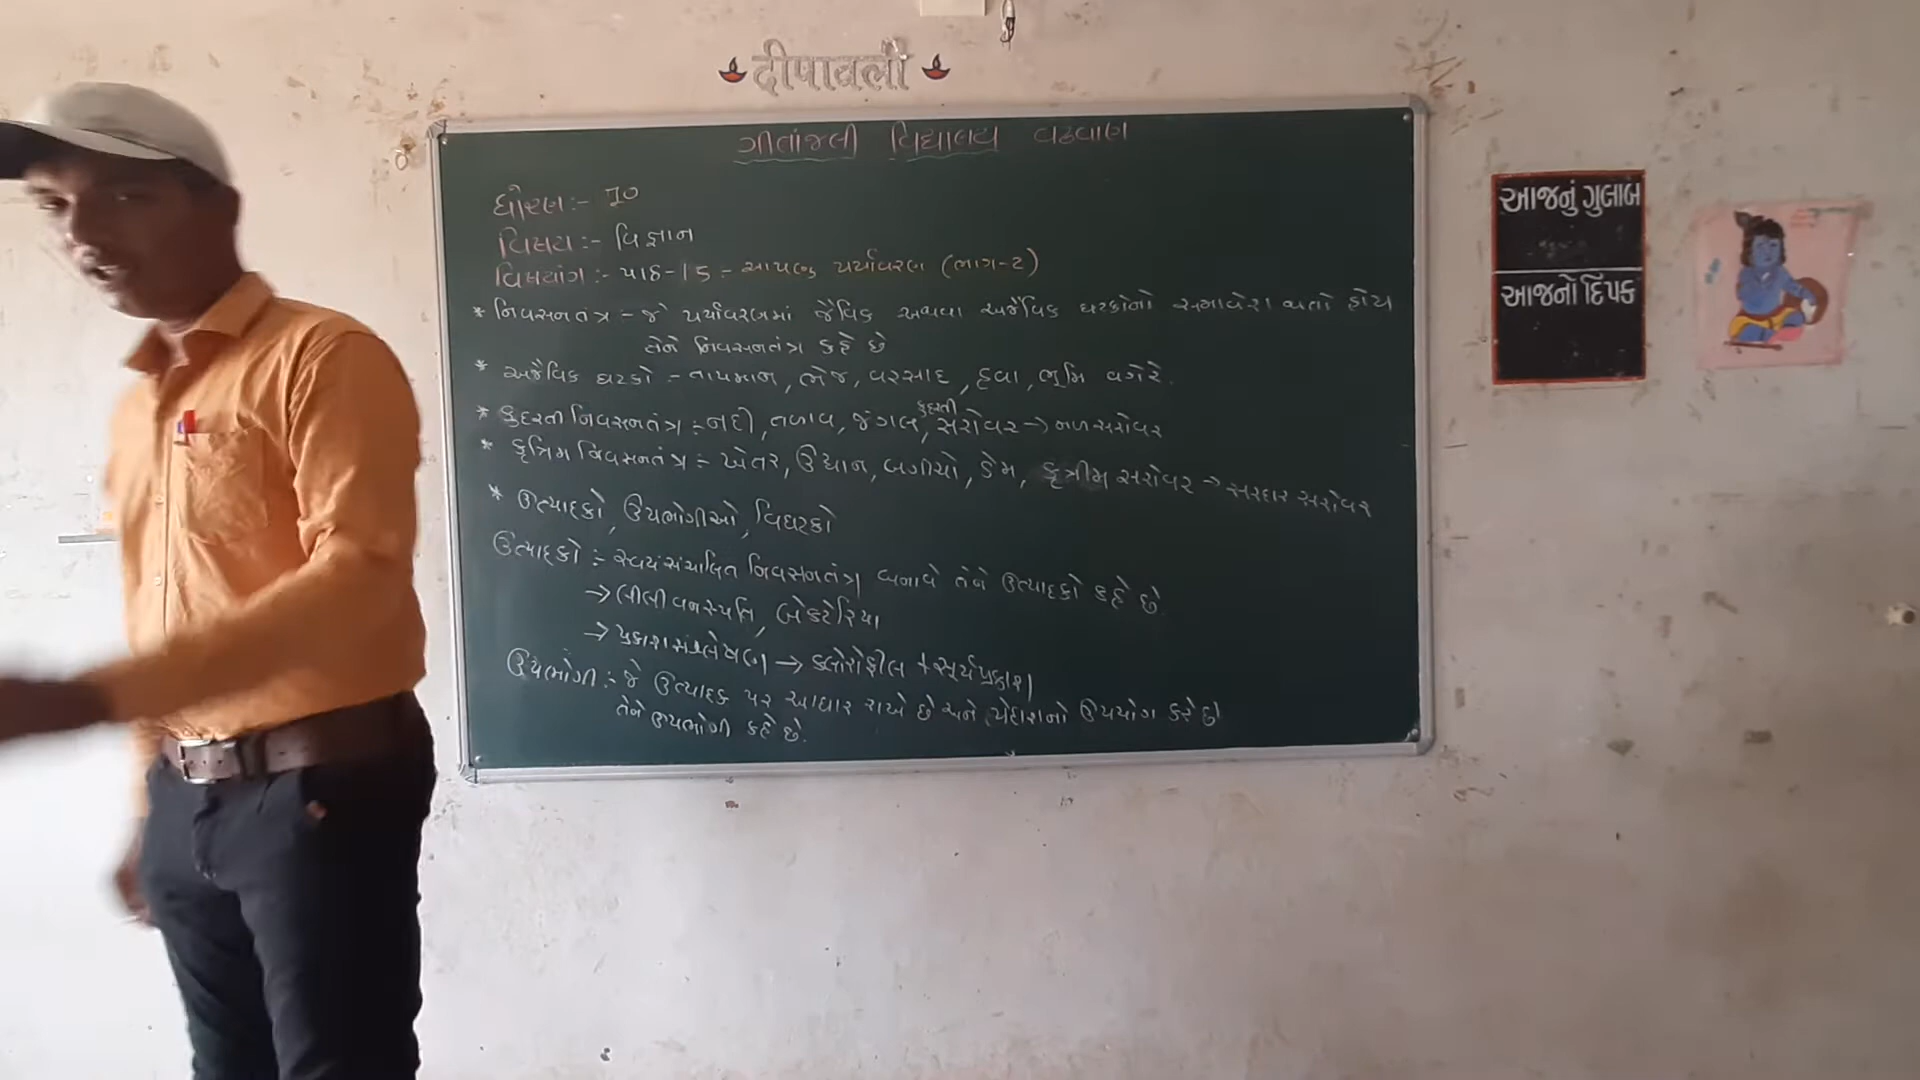 दीपावली
ગીતાંજલી વિદ્યાલય વઢવાણ
ધોરણ :- 10
વિષય :- વિજ્ઞાન
વિષયાંગ :- પાઠ-15 - આપણુ પર્યાવરણ (ભાગ-2)
* નિવસનતંત્ર - જે પર્યાવરણમાં જૈવિક અથવા અજૈવિક ઘટકોનો સમાવેશ થતો હોય
તેને નિવસનતંત્ર કહે છે
* અજૈવિક ઘટકો :- તાપમાન, ભેજ, વરસાદ, હવા, ભુમિ વગેરે.
* કુદરતી નિવસનતંત્ર :- નદી, તળાવ, જંગલ, કુદરતી સરોવર → નળસરોવર
* કૃત્રિમ નિવસનતંત્ર :- ખેતર, ઉદ્યાન, બગીચો, ડેમ, કૃત્રીમ સરોવર → સરદાર સરોવર
* ઉત્પાદકો, ઉપભોગીઓ, વિઘટકો
ઉત્પાદકો :- સ્વયંસંચાલિત નિવસનતંત્ર બનાવે તેને ઉત્પાદકો કહે છે.
→ લીલી વનસ્પતિ, બેક્ટેરિયા
→ પ્રકાશસંશ્લેષણ → ક્લોરોફીલ + સૂર્યપ્રકાશ
ઉપભોગી :- જે ઉત્પાદક પર આધાર રાખે છે અને પેદાશનો ઉપયોગ કરે છે
તેને ઉપભોગી કહે છે.
આજનું ગુલાબ
આજનો દિપક